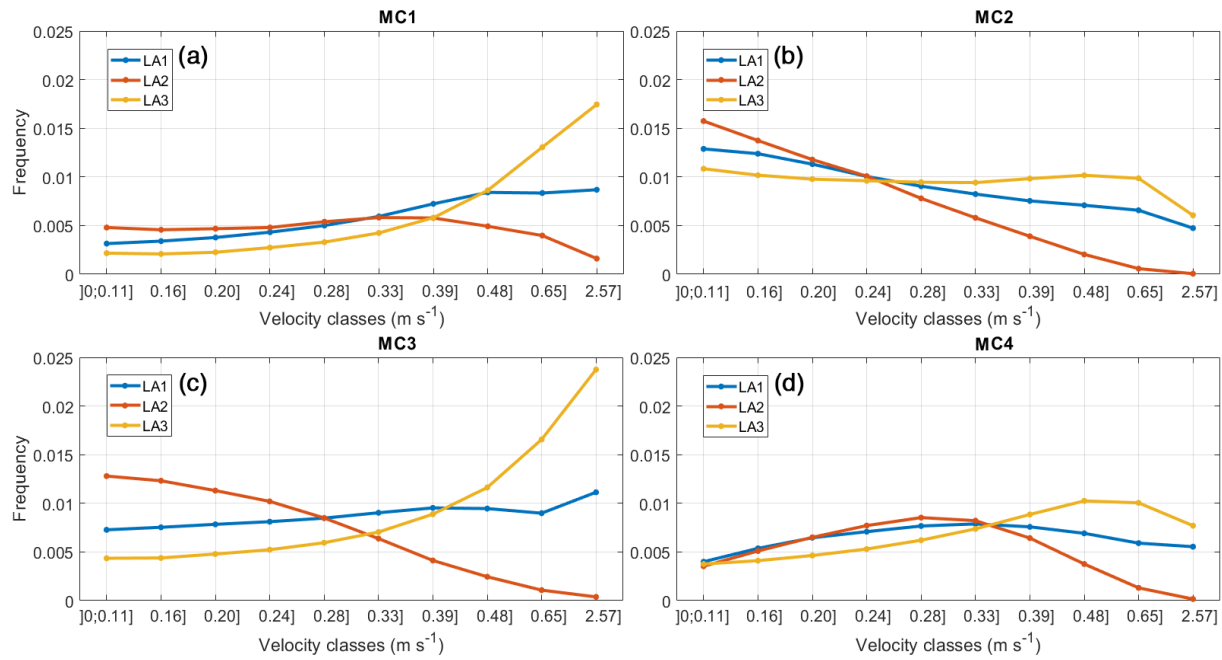 MC1
(a)
LA1
LA2
LA3
Frequency
0.025
0.02
0.015
0.01
0.005
0
]0;0.11] 0.16] 0.20] 0.24] 0.28] 0.33] 0.39] 0.48] 0.65] 2.57]
Velocity classes (m s⁻¹)
MC2
(b)
LA1
LA2
LA3
0.025
0.02
0.015
0.01
0.005
0
]0;0.11] 0.16] 0.20] 0.24] 0.28] 0.33] 0.39] 0.48] 0.65] 2.57]
Velocity classes (m s⁻¹)
MC3
(c)
LA1
LA2
LA3
Frequency
0.025
0.02
0.015
0.01
0.005
0
]0;0.11] 0.16] 0.20] 0.24] 0.28] 0.33] 0.39] 0.48] 0.65] 2.57]
Velocity classes (m s⁻¹)
MC4
(d)
LA1
LA2
LA3
0.025
0.02
0.015
0.01
0.005
0
]0;0.11] 0.16] 0.20] 0.24] 0.28] 0.33] 0.39] 0.48] 0.65] 2.57]
Velocity classes (m s⁻¹)